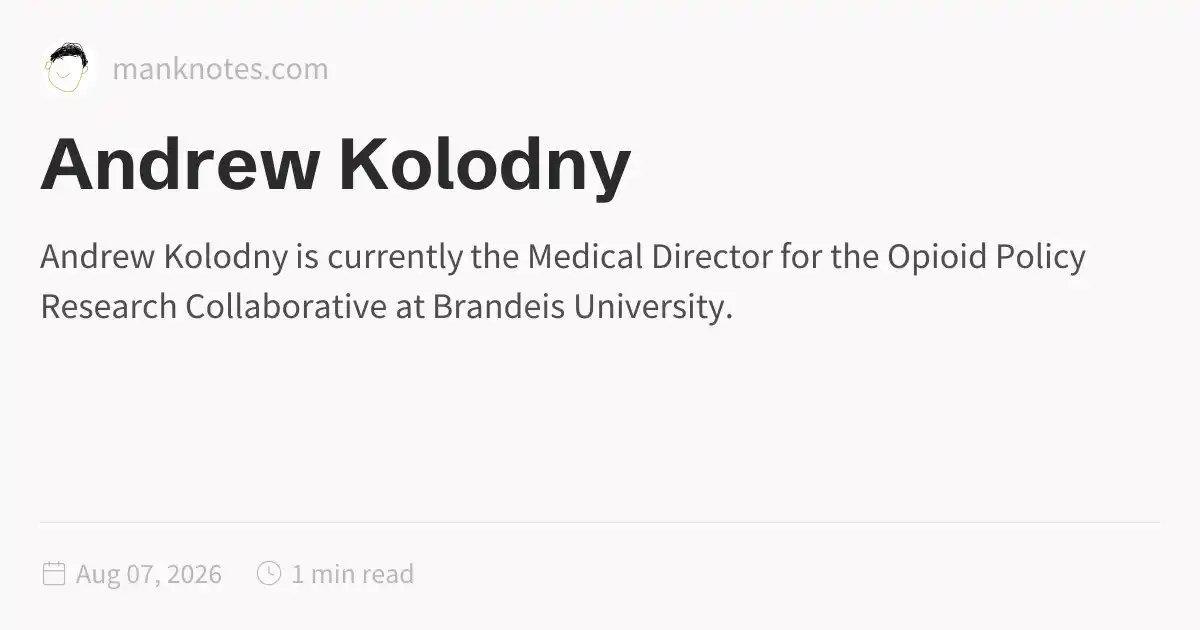 manknotes.com
Andrew Kolodny
Andrew Kolodny is currently the Medical Director for the Opioid Policy
Research Collaborative at Brandeis University.
Aug 07, 2026 1 min read